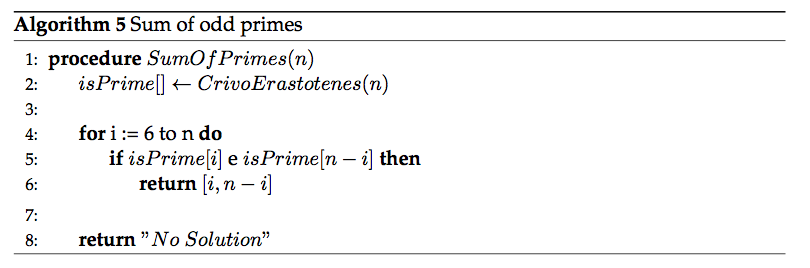 Algorithm 5 Sum of odd primes
1: procedure SumOfPrimes(n)
2: isPrime[] ← CrivoErastotenes(n)
3:
4: for i := 6 to n do
5: if isPrime[i] e isPrime[n − i] then
6: return [i, n − i]
7:
8: return ”No Solution”